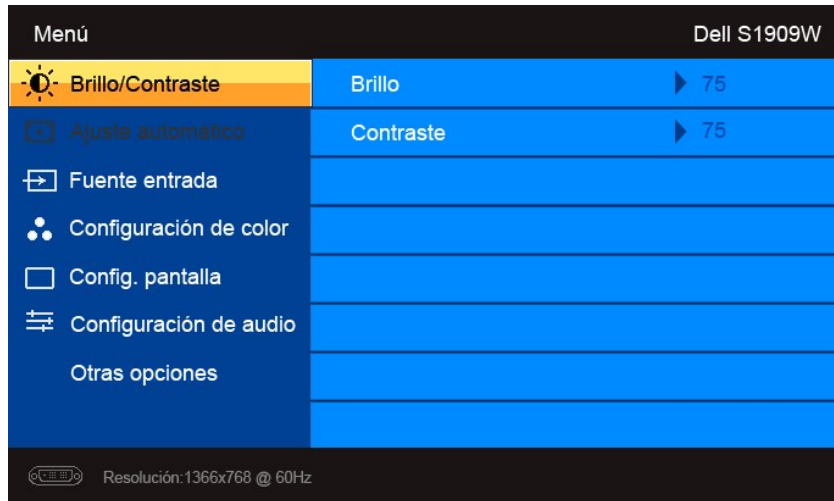 Menú Dell S1909W
Brillo/Contraste Brillo 75
Ajuste automático Contraste 75
Fuente entrada
Configuración de color
Config. pantalla
Configuración de audio
Otras opciones
Resolución:1366x768 @ 60Hz